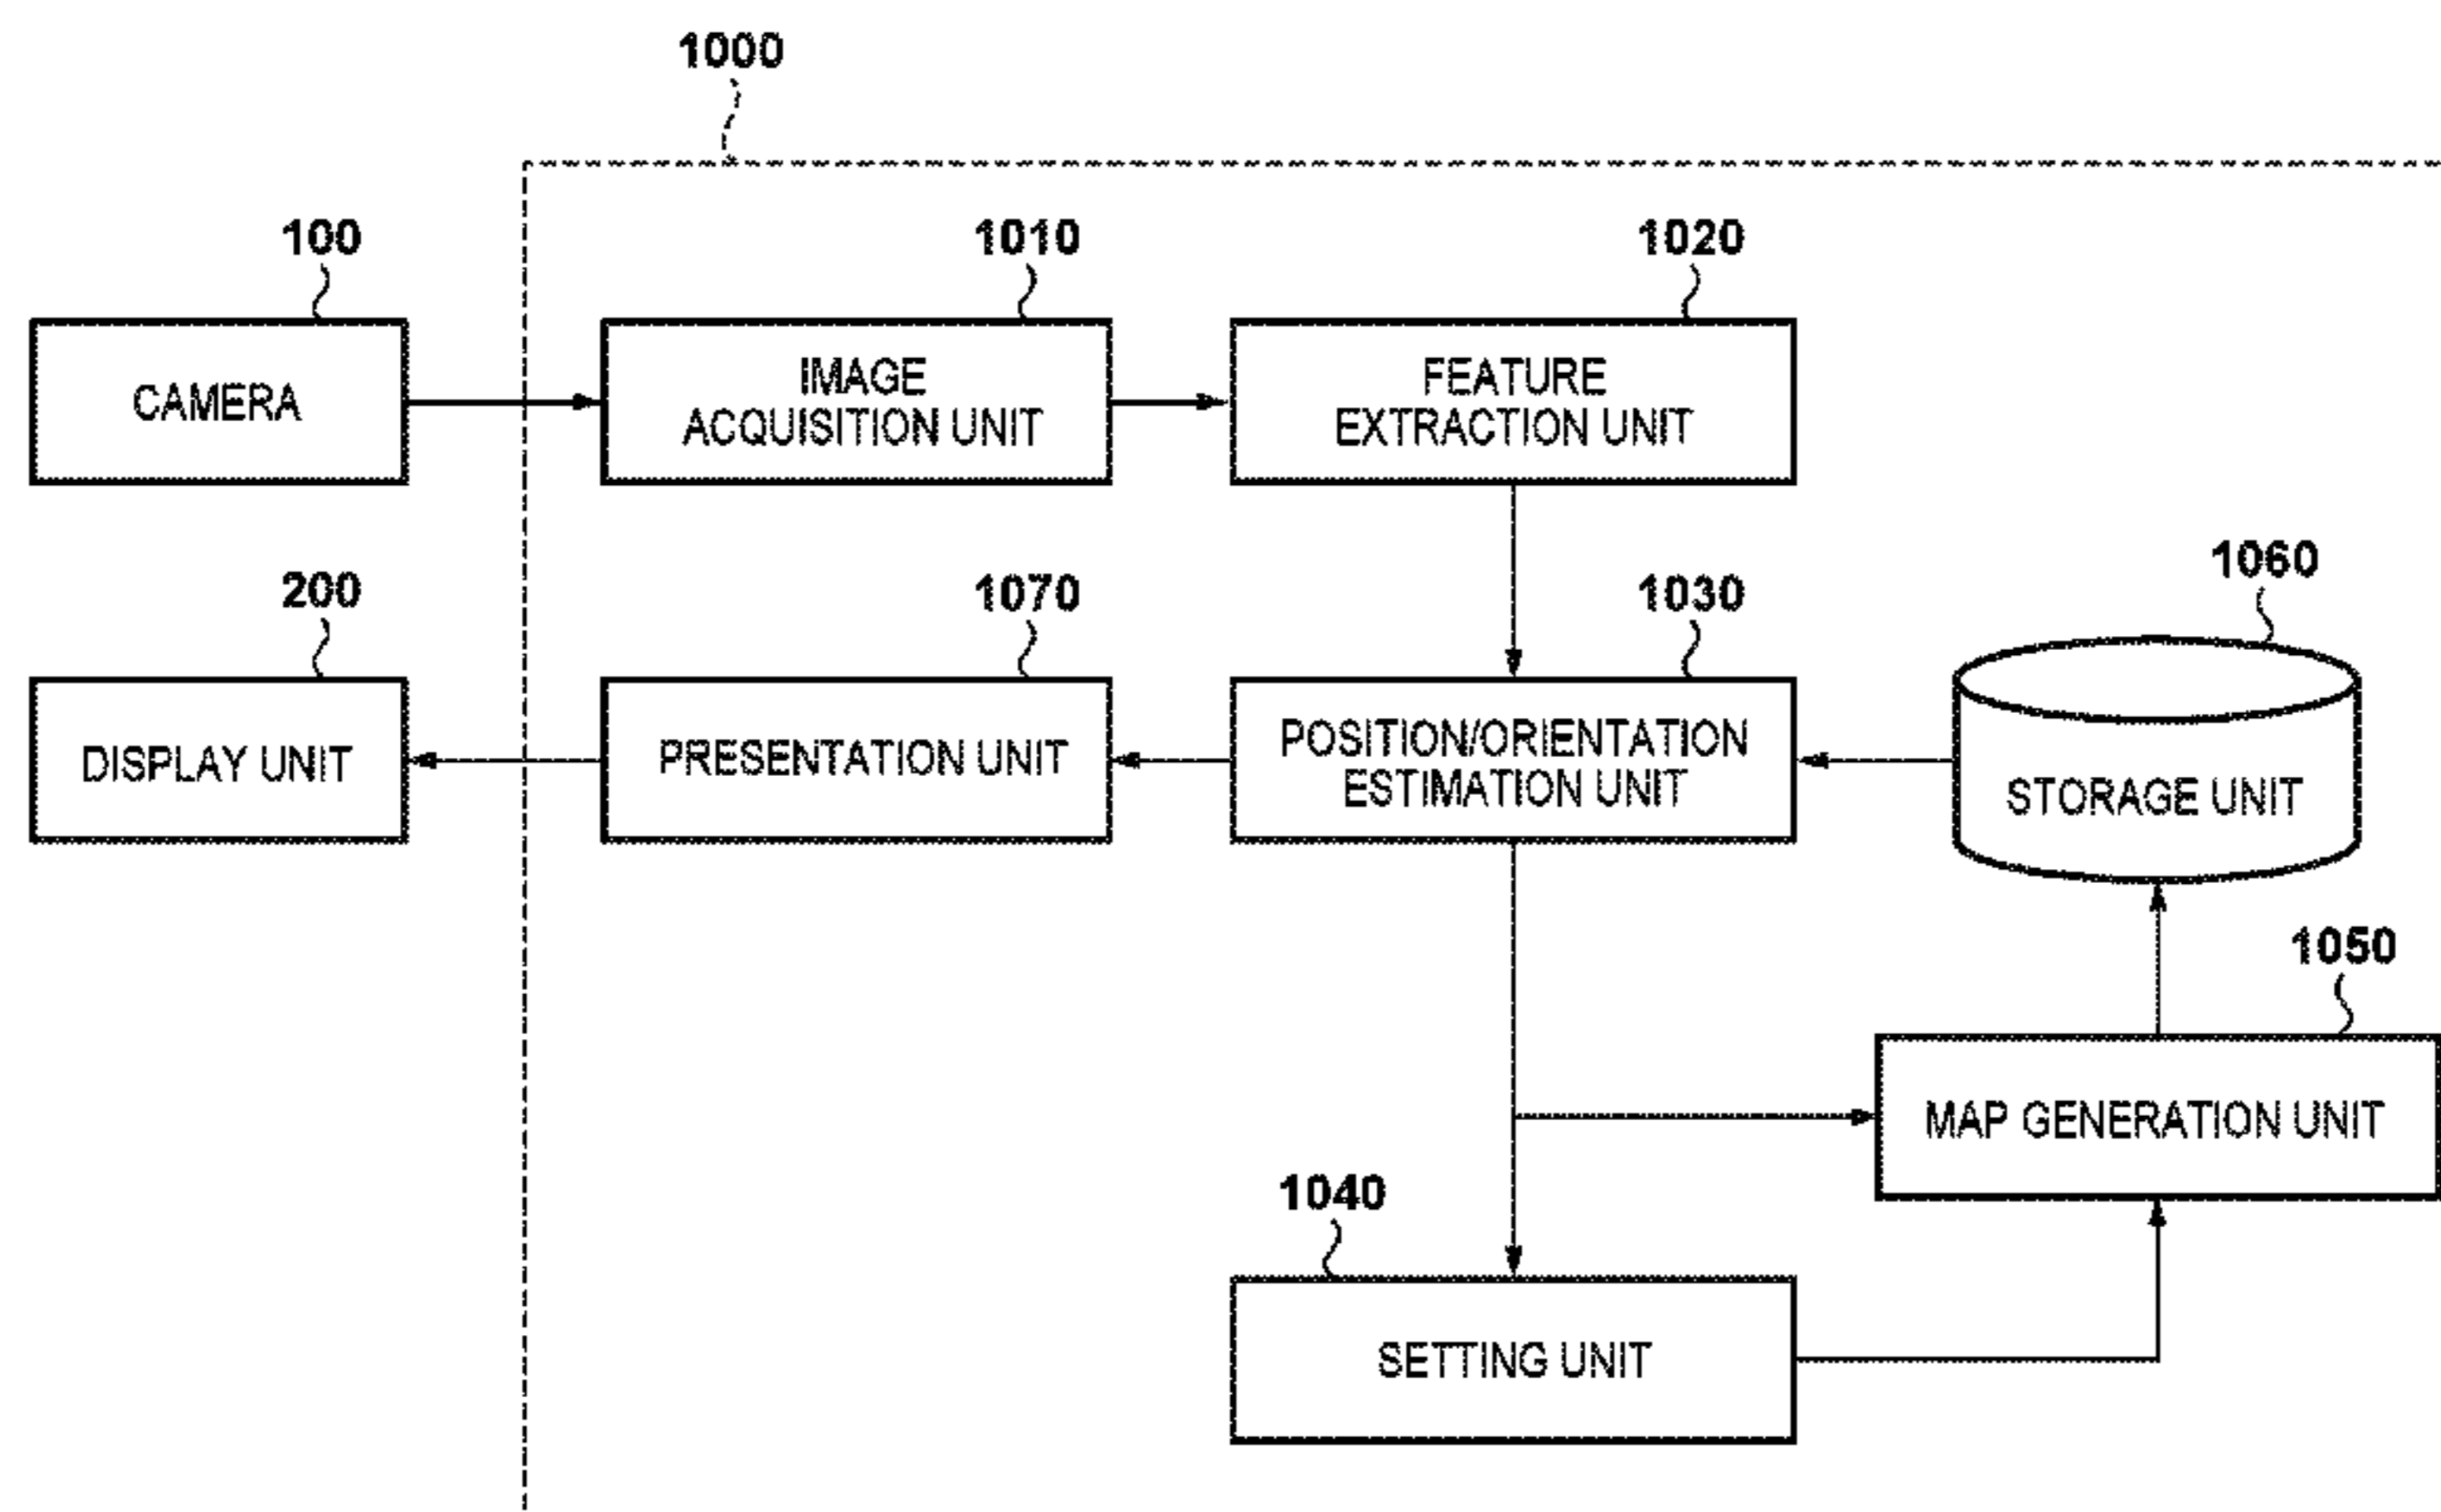 1000
100
1010
1020
CAMERA
IMAGE
ACQUISITION UNIT
FEATURE
EXTRACTION UNIT
200
1070
1030
1060
DISPLAY UNIT
PRESENTATION UNIT
POSITION/ORIENTATION
ESTIMATION UNIT
STORAGE UNIT
1050
MAP GENERATION UNIT
1040
SETTING UNIT